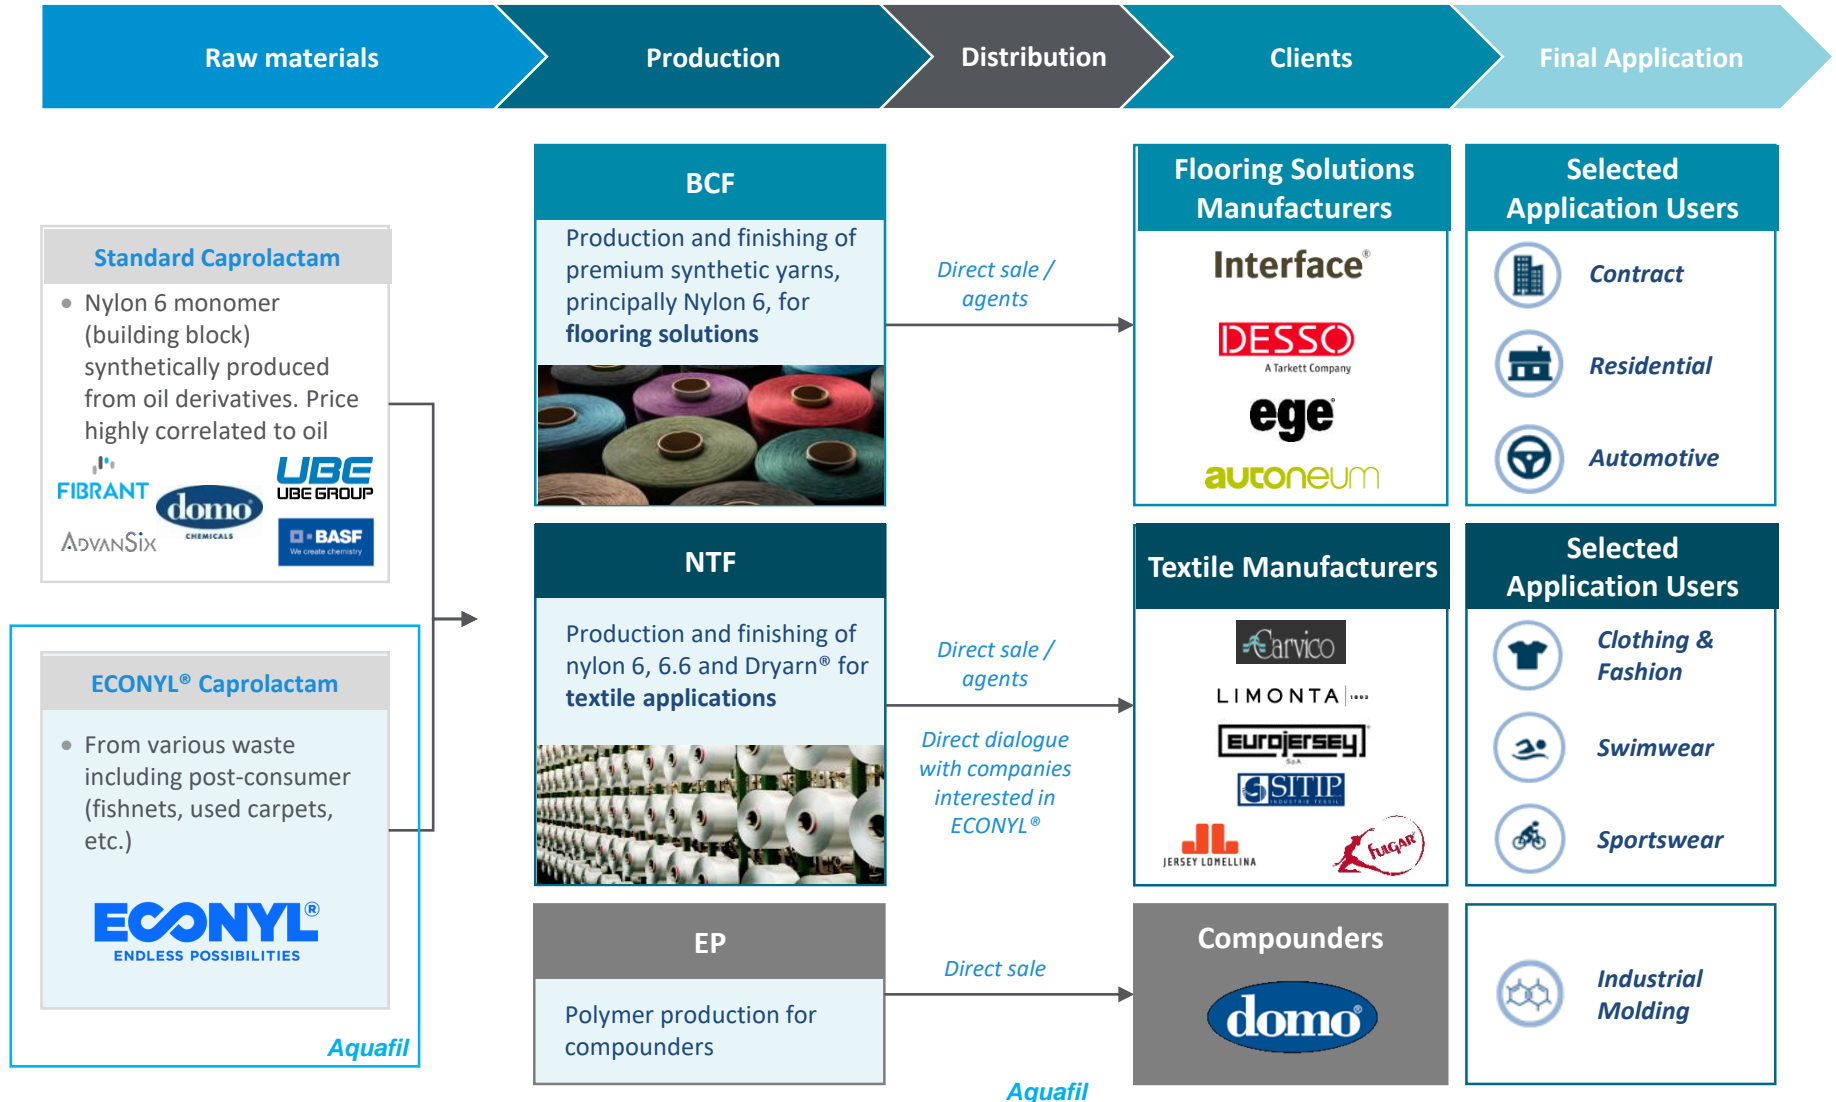 Raw materials
Production
Distribution
Clients
Final Application
Standard Caprolactam
• Nylon 6 monomer
(building block)
synthetically produced
from oil derivatives. Price
highly correlated to oil
FIBRANT
domo
CHEMICALS
UBE
UBE GROUP
ADVANSIX
BASF
We create chemistry
ECONYL® Caprolactam
• From various waste
including post-consumer
(fishnets, used carpets,
etc.)
ECONYL®
ENDLESS POSSIBILITIES
Aquafil
BCF
Production and finishing of
premium synthetic yarns,
principally Nylon 6, for
flooring solutions
Direct sale /
agents
Flooring Solutions
Manufacturers
Interface®
DESSO
A Tarkett Company
ege
autoneum
Selected
Application Users
Contract
Residential
Automotive
NTF
Production and finishing of
nylon 6, 6.6 and Dryarn® for
textile applications
Direct sale /
agents
Direct dialogue
with companies
interested in
ECONYL®
Textile Manufacturers
Carvico
LIMONTA
eurojersey
SpA
SITIP
INDUSTRIE TESSILI
JERSEY LOMELLINA
FULGAR
Selected
Application Users
Clothing &
Fashion
Swimwear
Sportswear
EP
Polymer production for
compounders
Direct sale
Compounders
domo®
Industrial
Molding
Aquafil